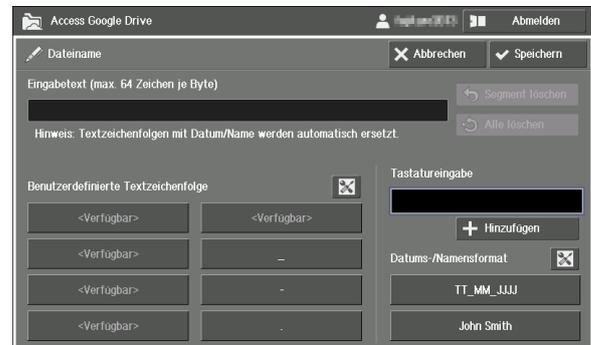 Access Google Drive
Abmelden
Dateiname
Abbrechen
Speichern
Eingabetext (max. 64 Zeichen je Byte)
Segment löschen
Alle löschen
Hinweis: Textzeichenfolgen mit Datum/Name werden automatisch ersetzt.
Benutzerdefinierte Textzeichenfolge
Tastatureingabe
<Verfügbar>
<Verfügbar>
Hinzufügen
<Verfügbar>
_
Datums-/Namensformat
<Verfügbar>
-
TT_MM_JJJJ
<Verfügbar>
.
John Smith